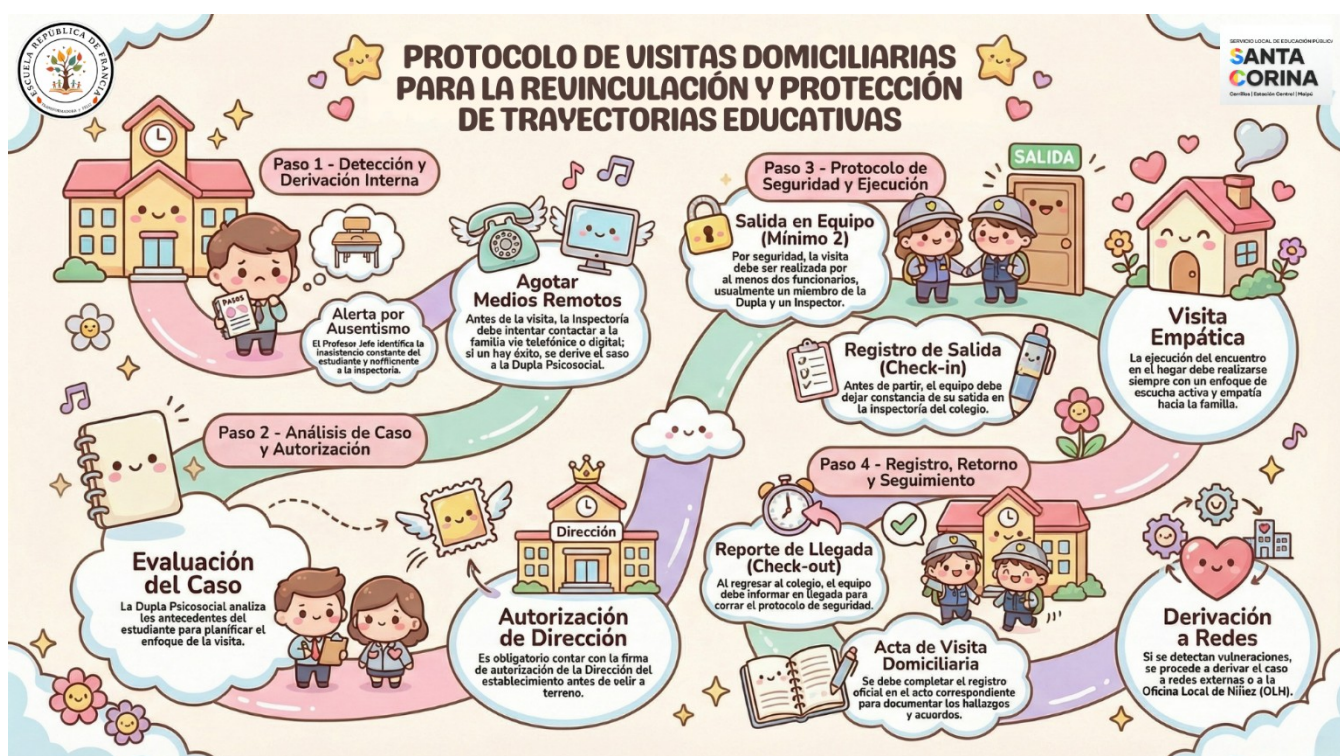 ESCUELA REPÚBLICA DE FRANCIA
SERVICIO LOCAL DE EDUCACIÓN PÚBLICA
SANTA
CORINA
Cerrillos | Estación Central | Maipú
PROTOCOLO DE VISITAS DOMICILIARIAS
PARA LA REVINCULACIÓN Y PROTECCIÓN
DE TRAYECTORIAS EDUCATIVAS
Paso 1 - Detección y
Derivación Interna
PASOS
Alerta por
Ausentismo
El Profesor Jefe identifica la
inasistencia constante del
estudiante y noffícnente
a la inspectoría.
Agotar
Medios Remotos
Antes de la visita, la Inspectoría
debe intentar contactar a la
familia vie telefónice o digital;
si un hay éxito, se derive el saso
a la Dupla Psicosocial.
Paso 2 - Análisis de Caso
y Autorización
Evaluación
del Caso
La Dupla Psicosocial analiza
les antecedentes del
estudiante para planíficar el
enfoque de la visita.
Dirección
Autorización
de Dirección
Es obligatorio contar con la firma
de autorización de la Dirección del
establecimiento antes de velir a
terreno.
Paso 3 - Protocolo de
Seguridad y Ejecución
SALIDA
Salida en Equipo
(Mínimo 2)
Por seguridad, la visita
debe ser realizada por
al menos dos funcionarios,
usualmente un miembro de la
Dupla y un Inspector.
Registro de Salida
(Check-in)
Antes de partir, el equipo debe
dejar constancia de su satida en
la inspectoría del colegio.
Visita
Empática
La ejecución del encuentro
en el hegar debe realizarse
siempre con un enfoque de
escucha activa y empatía
hacia la familla.
Paso 4 - Registro, Retorno
y Seguimiento
Reporte de Llegada
(Check-out)
Al regresar al colegio, el equipo
debe informar en llegada para
corrar el protocolo de seguridad.
Acta de Visita
Domiciliaria
Se debe completar el registro
oficial en el acto correspondiente
para documentar los hallazgos
y acuordos.
Derivación
a Redes
Si se detectan vulneraciones,
se procede a derivar el caso
a redes externas o a la
Oficina Local de Niñez (OLH).